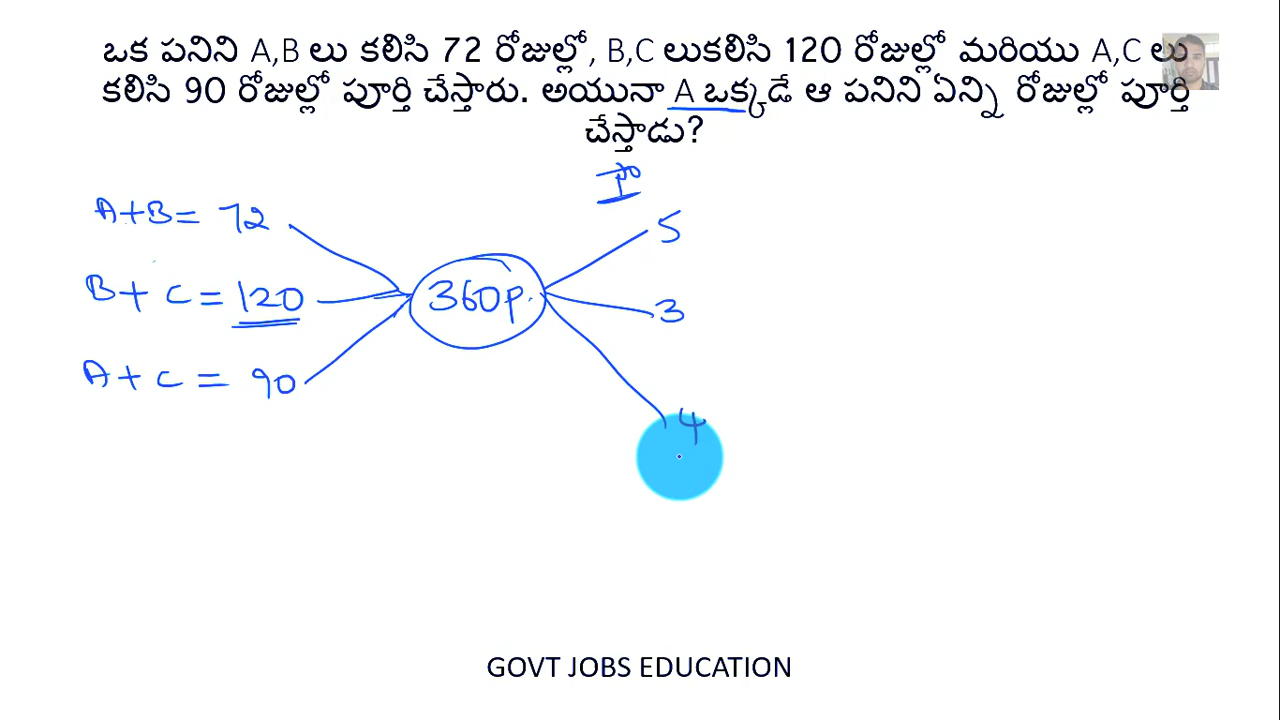 ఒక పనిని A,B లు కలిసి 72 రోజుల్లో, B,C లుకలిసి 120 రోజుల్లో మరియు A,C లు
కలిసి 90 రోజుల్లో పూర్తి చేస్తారు. అయునా A ఒక్కడే ఆ పనిని ఏన్ని రోజుల్లో పూర్తి
చేస్తాడు?
A+B= 72
B+ C = 120
A+ C = 90
360p.
5
3
4
GOVT JOBS EDUCATION